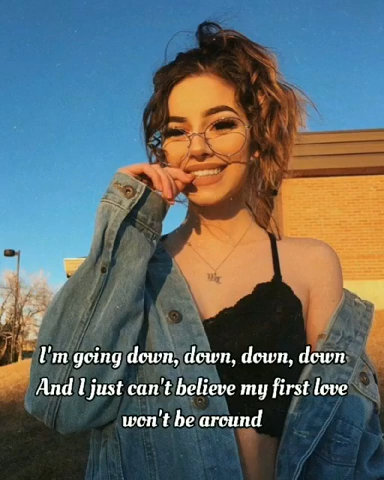 I'm going down, down, down, down
And I just can't believe my first love
won't be around